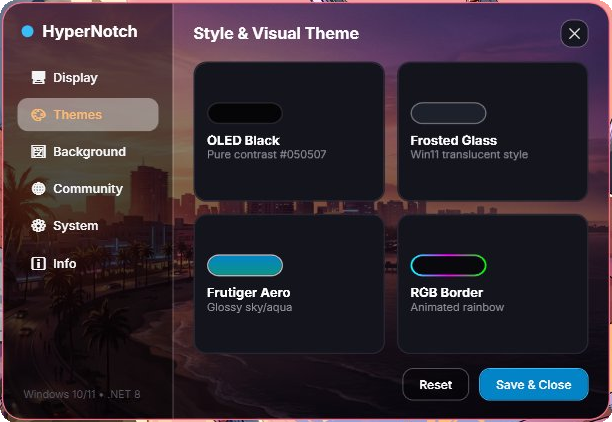 HyperNotch
Display
Themes
Background
Community
System
Info
Windows 10/11 • .NET 8
Style & Visual Theme
OLED Black
Pure contrast #050507
Frosted Glass
Win11 translucent style
Frutiger Aero
Glossy sky/aqua
RGB Border
Animated rainbow
Reset
Save & Close